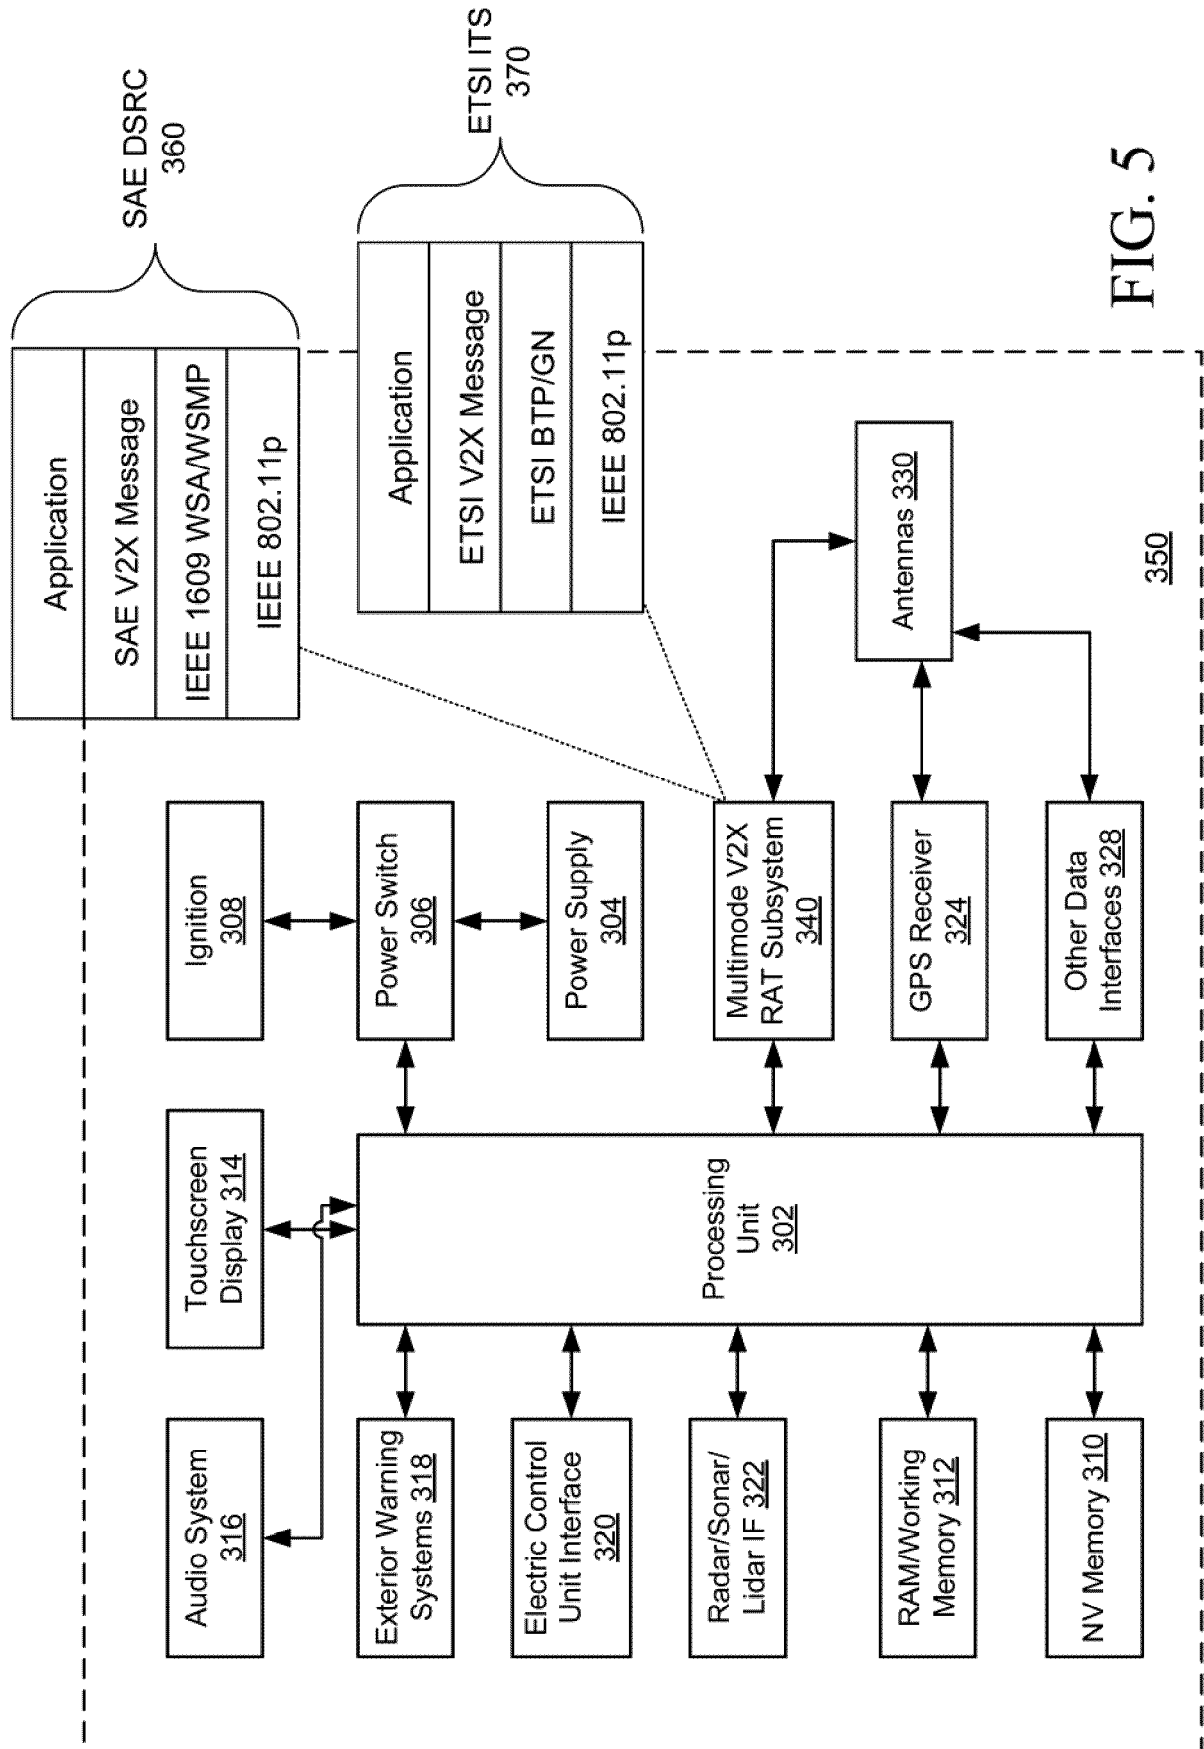 SAE DSRC
360
Application
SAE V2X Message
IEEE 1609 WSA/WSMP
IEEE 802.11p
ETSI ITS
370
Application
ETSI V2X Message
ETSI BTP/GN
IEEE 802.11p
Audio System
316
Touchscreen
Display 314
Ignition
308
Exterior Warning
Systems 318
Power Switch
306
Electric Control
Unit Interface
320
Power Supply
304
Radar/Sonar/
Lidar IF 322
Processing
Unit
302
Multimode V2X
RAT Subsystem
340
RAM/Working
Memory 312
GPS Receiver
324
Antennas 330
NV Memory 310
Other Data
Interfaces 328
350
FIG. 5